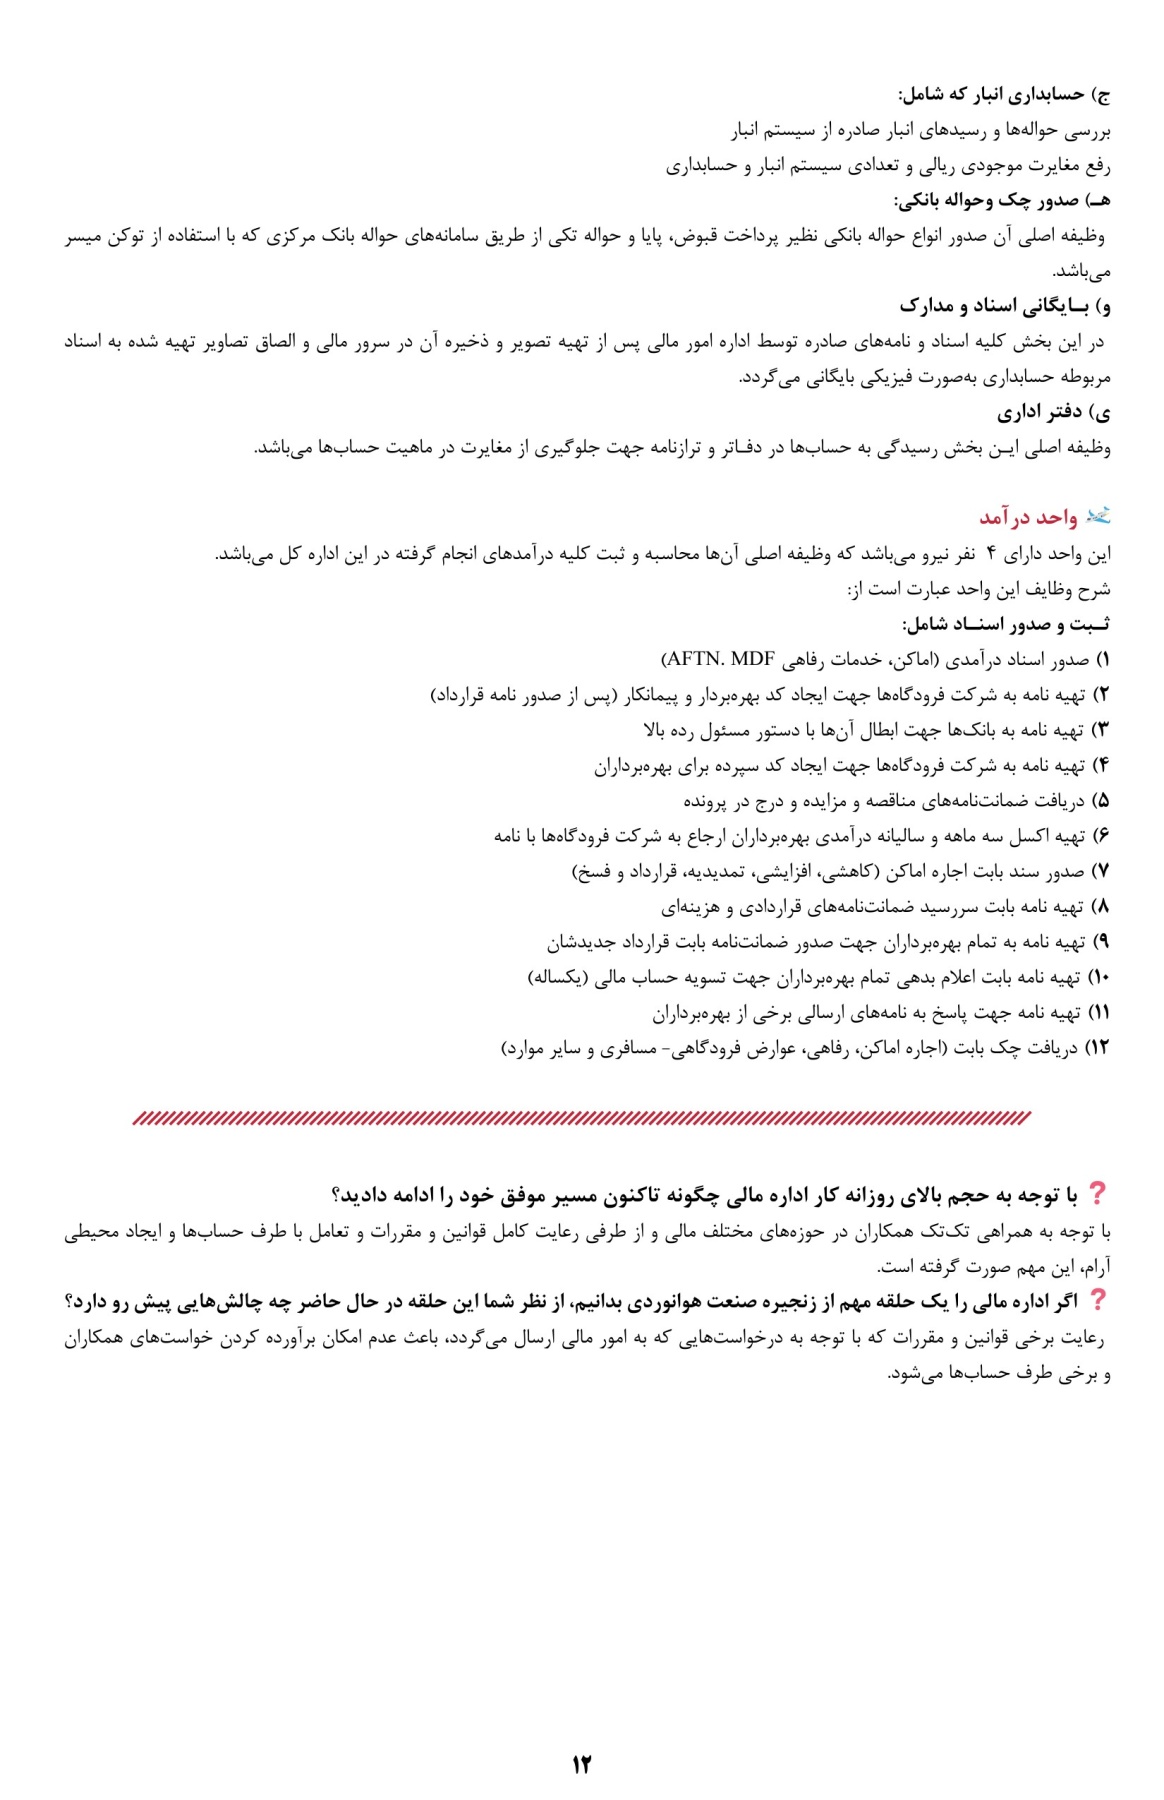 ج) حسابداری انبار که شامل:
بررسی حواله‌ها و رسیدهای انبار صادره از سیستم انبار
رفع مغایرت موجودی ریالی و تعدادی سیستم انبار و حسابداری
هـ) صدور چک وحواله بانکی:
وظیفه اصلی آن صدور انواع حواله بانکی نظیر پرداخت قبوض، پایا و حواله تکی از طریق سامانه‌های حواله بانک مرکزی که با استفاده از توکن میسر
می‌باشد.
و) بــایگانی اسناد و مدارک
در این بخش کلیه اسناد و نامه‌های صادره توسط اداره امور مالی پس از تهیه تصویر و ذخیره آن در سرور مالی و الصاق تصاویر تهیه شده به اسناد
مربوطه حسابداری به‌صورت فیزیکی بایگانی می‌گردد.
ی) دفتر اداری
وظیفه اصلی ایـن بخش رسیدگی به حساب‌ها در دفـاتر و ترازنامه جهت جلوگیری از مغایرت در ماهیت حساب‌ها می‌باشد.
واحد درآمد
این واحد دارای ۴ نفر نیرو می‌باشد که وظیفه اصلی آن‌ها محاسبه و ثبت کلیه درآمدهای انجام گرفته در این اداره کل می‌باشد.
شرح وظایف این واحد عبارت است از:
ثــبت و صدور اسنــاد شامل:
۱) صدور اسناد درآمدی (اماکن، خدمات رفاهی AFTN. MDF)
۲) تهیه نامه به شرکت فرودگاه‌ها جهت ایجاد کد بهره‌بردار و پیمانکار (پس از صدور نامه قرارداد)
۳) تهیه نامه به بانک‌ها جهت ابطال آن‌ها با دستور مسئول رده بالا
۴) تهیه نامه به شرکت فرودگاه‌ها جهت ایجاد کد سپرده برای بهره‌برداران
۵) دریافت ضمانت‌نامه‌های مناقصه و مزایده و درج در پرونده
۶) تهیه اکسل سه ماهه و سالیانه درآمدی بهره‌برداران ارجاع به شرکت فرودگاه‌ها با نامه
۷) صدور سند بابت اجاره اماکن (کاهشی، افزایشی، تمدیدیه، قرارداد و فسخ)
۸) تهیه نامه بابت سررسید ضمانت‌نامه‌های قراردادی و هزینه‌ای
۹) تهیه نامه به تمام بهره‌برداران جهت صدور ضمانت‌نامه بابت قرارداد جدیدشان
۱۰) تهیه نامه بابت اعلام بدهی تمام بهره‌برداران جهت تسویه حساب مالی (یکساله)
۱۱) تهیه نامه جهت پاسخ به نامه‌های ارسالی برخی از بهره‌برداران
۱۲) دریافت چک بابت (اجاره اماکن، رفاهی، عوارض فرودگاهی- مسافری و سایر موارد)
❓ با توجه به حجم بالای روزانه کار اداره مالی چگونه تاکنون مسیر موفق خود را ادامه دادید؟
با توجه به همراهی تک‌تک همکاران در حوزه‌های مختلف مالی و از طرفی رعایت کامل قوانین و مقررات و تعامل با طرف حساب‌ها و ایجاد محیطی
آرام، این مهم صورت گرفته است.
❓ اگر اداره مالی را یک حلقه مهم از زنجیره صنعت هوانوردی بدانیم، از نظر شما این حلقه در حال حاضر چه چالش‌هایی پیش رو دارد؟
رعایت برخی قوانین و مقررات که با توجه به درخواست‌هایی که به امور مالی ارسال می‌گردد، باعث عدم امکان برآورده کردن خواست‌های همکاران
و برخی طرف حساب‌ها می‌شود.
۱۲